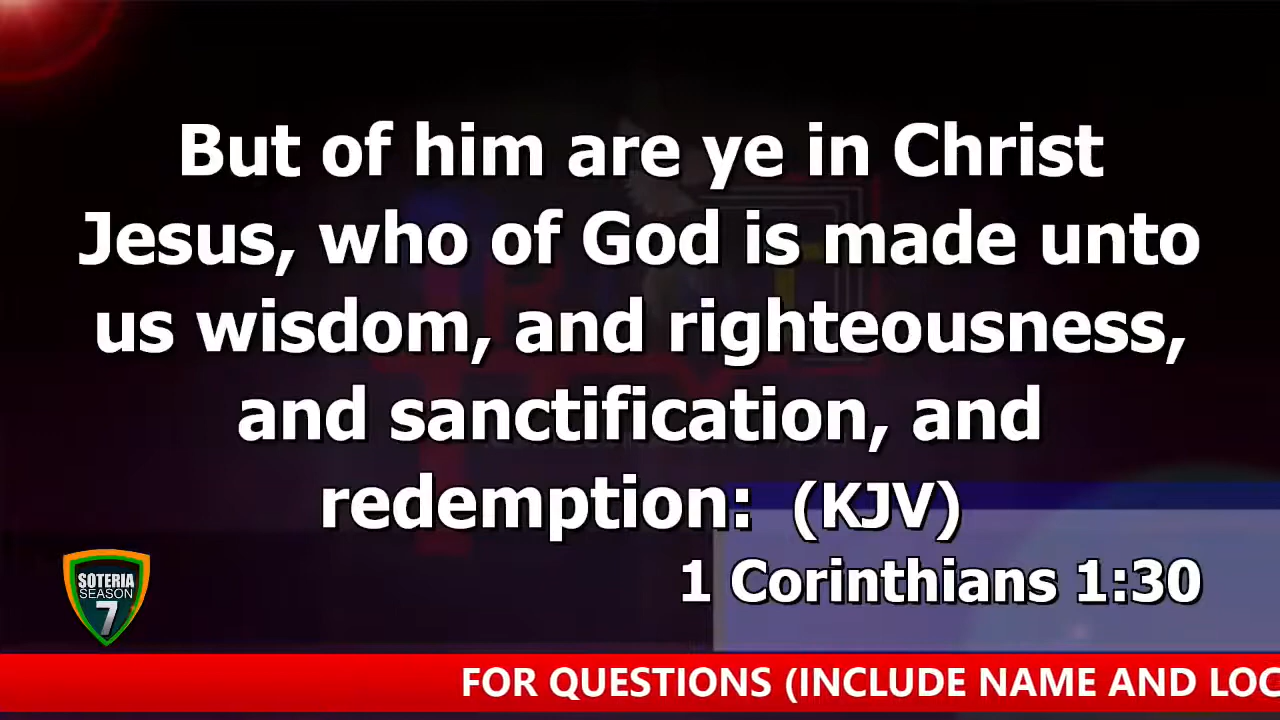 But of him are ye in Christ
Jesus, who of God is made unto
us wisdom, and righteousness,
and sanctification, and
redemption: (KJV)
1 Corinthians 1:30
SOTERIA
SEASON
7
FOR QUESTIONS (INCLUDE NAME AND LOC